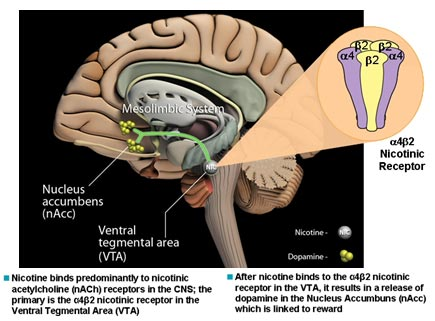 β2 β2
α4 β2 α4
α4β2
Nicotinic
Receptor
Mesolimbic System
Nucleus
accumbens
(nAcc)
Ventral
tegmental area
(VTA)
NIC
Nicotine - NIC
Dopamine -
Nicotine binds predominantly to nicotinic
acetylcholine (nACh) receptors in the CNS; the
primary is the α4β2 nicotinic receptor in the
Ventral Tegmental Area (VTA)
After nicotine binds to the α4β2 nicotinic
receptor in the VTA, it results in a release of
dopamine in the Nucleus Accumbuns (nAcc)
which is linked to reward